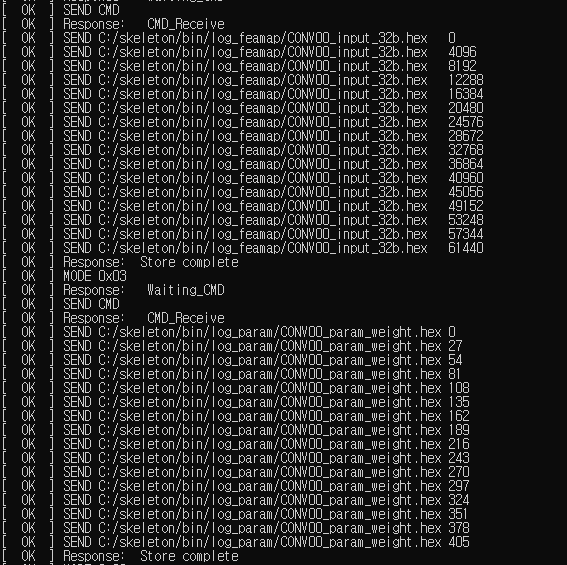 [   OK   ] SEND CMD
[   OK   ] Response:   CMD_Receive
[   OK   ] SEND C:/skeleton/bin/log_feamap/CONV00_input_32b.hex   0
[   OK   ] SEND C:/skeleton/bin/log_feamap/CONV00_input_32b.hex   4096
[   OK   ] SEND C:/skeleton/bin/log_feamap/CONV00_input_32b.hex   8192
[   OK   ] SEND C:/skeleton/bin/log_feamap/CONV00_input_32b.hex   12288
[   OK   ] SEND C:/skeleton/bin/log_feamap/CONV00_input_32b.hex   16384
[   OK   ] SEND C:/skeleton/bin/log_feamap/CONV00_input_32b.hex   20480
[   OK   ] SEND C:/skeleton/bin/log_feamap/CONV00_input_32b.hex   24576
[   OK   ] SEND C:/skeleton/bin/log_feamap/CONV00_input_32b.hex   28672
[   OK   ] SEND C:/skeleton/bin/log_feamap/CONV00_input_32b.hex   32768
[   OK   ] SEND C:/skeleton/bin/log_feamap/CONV00_input_32b.hex   36864
[   OK   ] SEND C:/skeleton/bin/log_feamap/CONV00_input_32b.hex   40960
[   OK   ] SEND C:/skeleton/bin/log_feamap/CONV00_input_32b.hex   45056
[   OK   ] SEND C:/skeleton/bin/log_feamap/CONV00_input_32b.hex   49152
[   OK   ] SEND C:/skeleton/bin/log_feamap/CONV00_input_32b.hex   53248
[   OK   ] SEND C:/skeleton/bin/log_feamap/CONV00_input_32b.hex   57344
[   OK   ] SEND C:/skeleton/bin/log_feamap/CONV00_input_32b.hex   61440
[   OK   ] Response:  Store complete
[   OK   ] MODE 0x03
[   OK   ] Response:   Waiting_CMD
[   OK   ] SEND CMD
[   OK   ] Response:   CMD_Receive
[   OK   ] SEND C:/skeleton/bin/log_param/CONV00_param_weight.hex 0
[   OK   ] SEND C:/skeleton/bin/log_param/CONV00_param_weight.hex 27
[   OK   ] SEND C:/skeleton/bin/log_param/CONV00_param_weight.hex 54
[   OK   ] SEND C:/skeleton/bin/log_param/CONV00_param_weight.hex 81
[   OK   ] SEND C:/skeleton/bin/log_param/CONV00_param_weight.hex 108
[   OK   ] SEND C:/skeleton/bin/log_param/CONV00_param_weight.hex 135
[   OK   ] SEND C:/skeleton/bin/log_param/CONV00_param_weight.hex 162
[   OK   ] SEND C:/skeleton/bin/log_param/CONV00_param_weight.hex 189
[   OK   ] SEND C:/skeleton/bin/log_param/CONV00_param_weight.hex 216
[   OK   ] SEND C:/skeleton/bin/log_param/CONV00_param_weight.hex 243
[   OK   ] SEND C:/skeleton/bin/log_param/CONV00_param_weight.hex 270
[   OK   ] SEND C:/skeleton/bin/log_param/CONV00_param_weight.hex 297
[   OK   ] SEND C:/skeleton/bin/log_param/CONV00_param_weight.hex 324
[   OK   ] SEND C:/skeleton/bin/log_param/CONV00_param_weight.hex 351
[   OK   ] SEND C:/skeleton/bin/log_param/CONV00_param_weight.hex 378
[   OK   ] SEND C:/skeleton/bin/log_param/CONV00_param_weight.hex 405
[   OK   ] Response:  Store complete